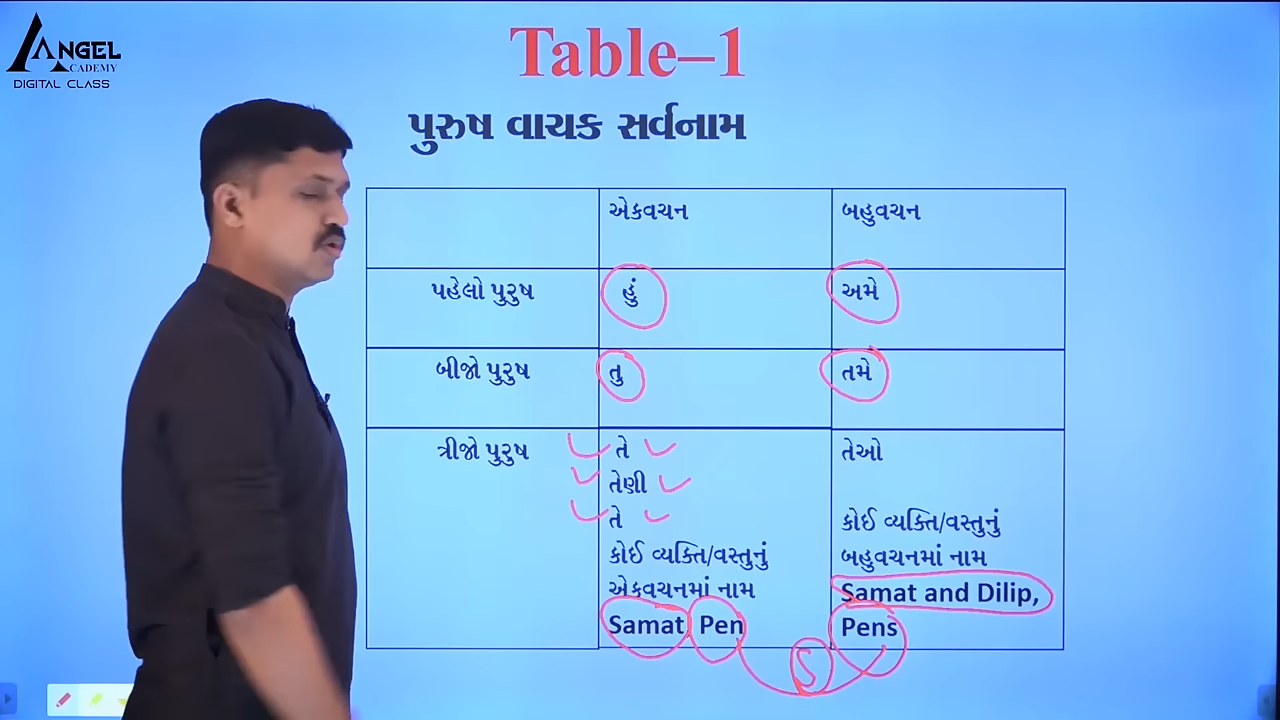 ANGEL
ACADEMY
DIGITAL CLASS
Table–1
પુરુષ વાચક સર્વનામ
એકવચન બહુવચન
પહેલો પુરુષ હું અમે
બીજો પુરુષ તુ તમે
ત્રીજો પુરુષ તે તેઓ
તેણી
તે કોઈ વ્યક્તિ/વસ્તુનું
કોઈ વ્યક્તિ/વસ્તુનું બહુવચનમાં નામ
એકવચનમાં નામ Samat and Dilip,
Samat Pen Pens
S